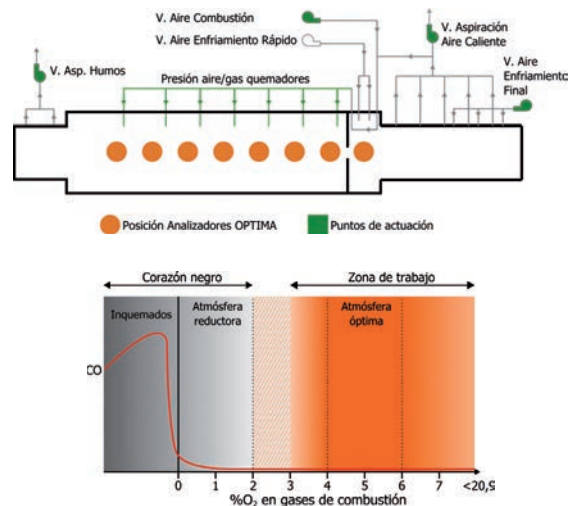 V. Aire Combustión
V. Aire Enfriamiento Rápido
V. Aspiración
Aire Caliente
V. Aire
Enfriamiento
Final
V. Asp. Humos
Presión aire/gas quemadores
Posición Analizadores OPTIMA
Puntos de actuación
Corazón negro
Zona de trabajo
Inquemados
Atmósfera
reductora
Atmósfera
óptima
CO
0 1 2 3 4 5 6 7 <20,9
%O₂ en gases de combustión